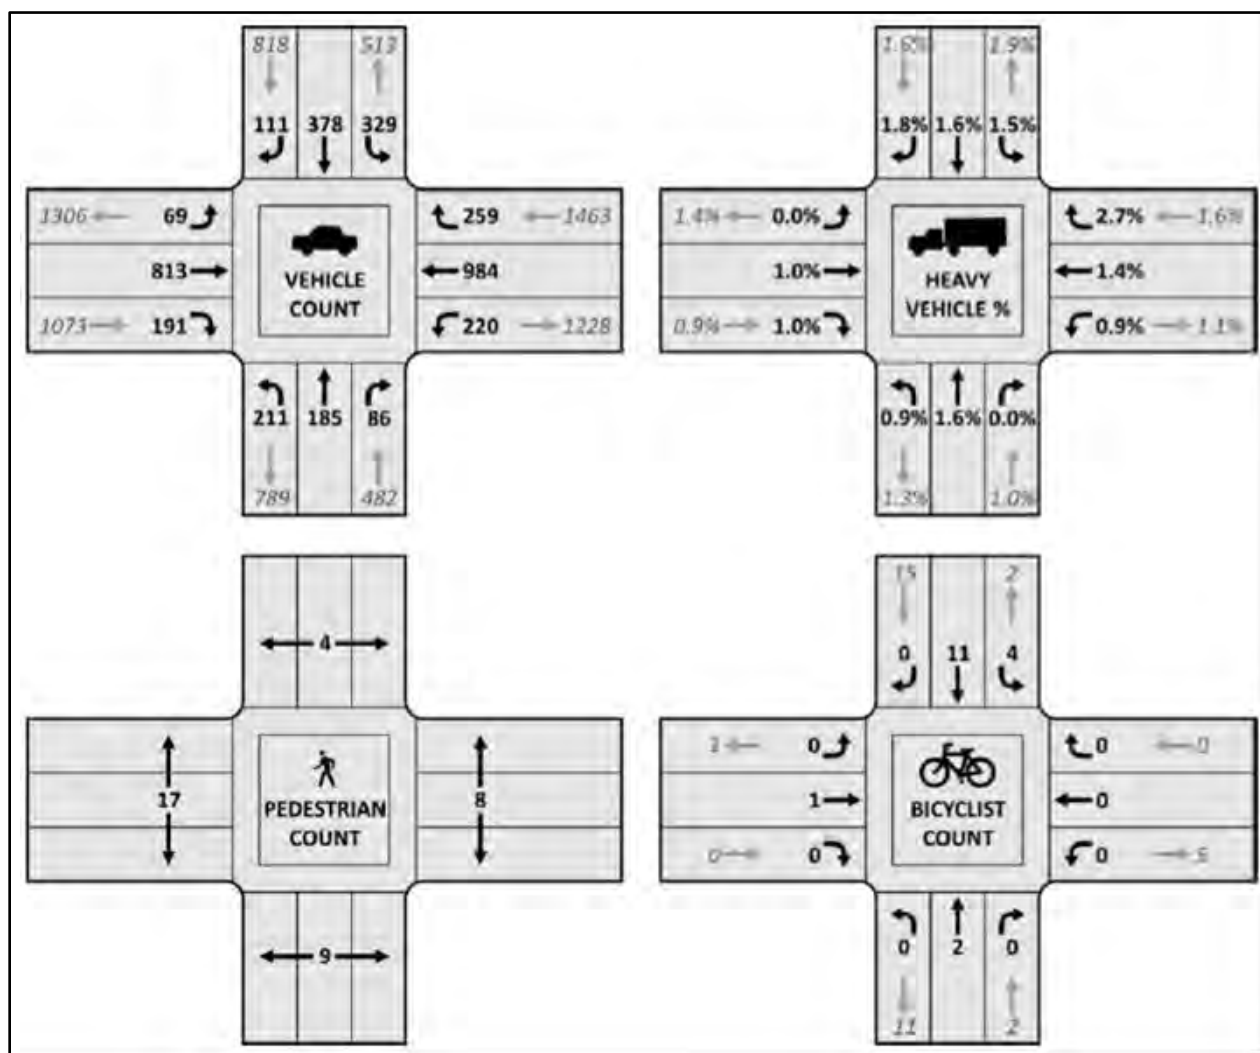 818 513
111 378 329
1306 69 259 1463
813 984
VEHICLE
COUNT
1073 191 220 1228
211 185 86
789 482
1.6% 1.9%
1.8% 1.6% 1.5%
1.4% 0.0% 2.7% 1.6%
1.0% 1.4%
HEAVY
VEHICLE %
0.9% 1.0% 0.9% 1.1%
0.9% 1.6% 0.0%
1.3% 1.0%
4
17 8
PEDESTRIAN
COUNT
9
15 2
0 11 4
0 0 0
1 0
BICYCLIST
COUNT
0 0 0 5
0 2 0
11 2